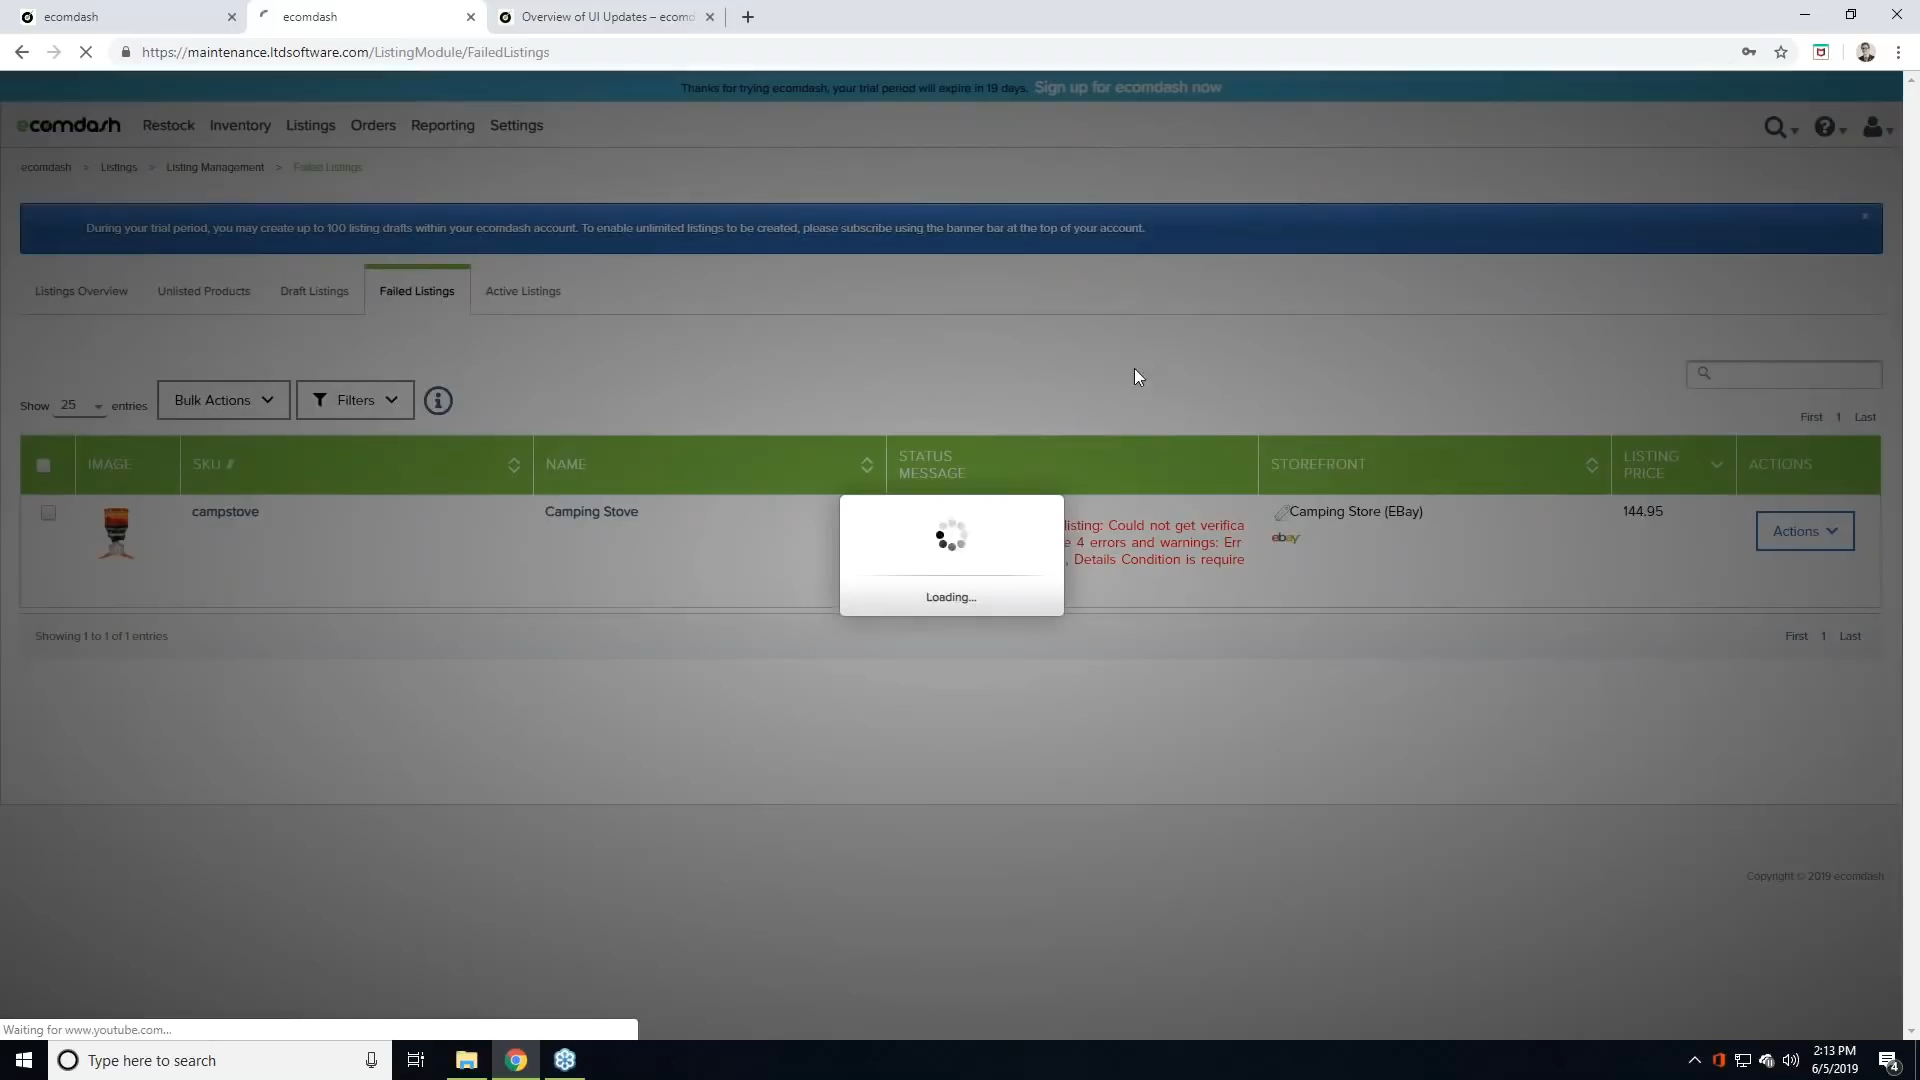 ecomdash
ecomdash
Overview of UI Updates – ecomd
https://maintenance.ltdsoftware.com/ListingModule/FailedListings
Thanks for trying ecomdash, your trial period will expire in 19 days. Sign up for ecomdash now
ecomdash Restock Inventory Listings Orders Reporting Settings
ecomdash > Listings > Listing Management > Failed Listings
During your trial period, you may create up to 100 listing drafts within your ecomdash account. To enable unlimited listings to be created, please subscribe using the banner bar at the top of your account.
Listings Overview Unlisted Products Draft Listings Failed Listings Active Listings
Show 25 entries Bulk Actions Filters
First 1 Last
IMAGE SKU # NAME STATUS MESSAGE STOREFRONT LISTING PRICE ACTIONS
campstove Camping Stove Camping Store (EBay) 144.95
listing: Could not get verifica
e 4 errors and warnings: Err
, Details Condition is require
ebay
Actions
Loading...
Showing 1 to 1 of 1 entries First 1 Last
Copyright © 2019 ecomdash
Waiting for www.youtube.com...
Type here to search
2:13 PM
6/5/2019
4